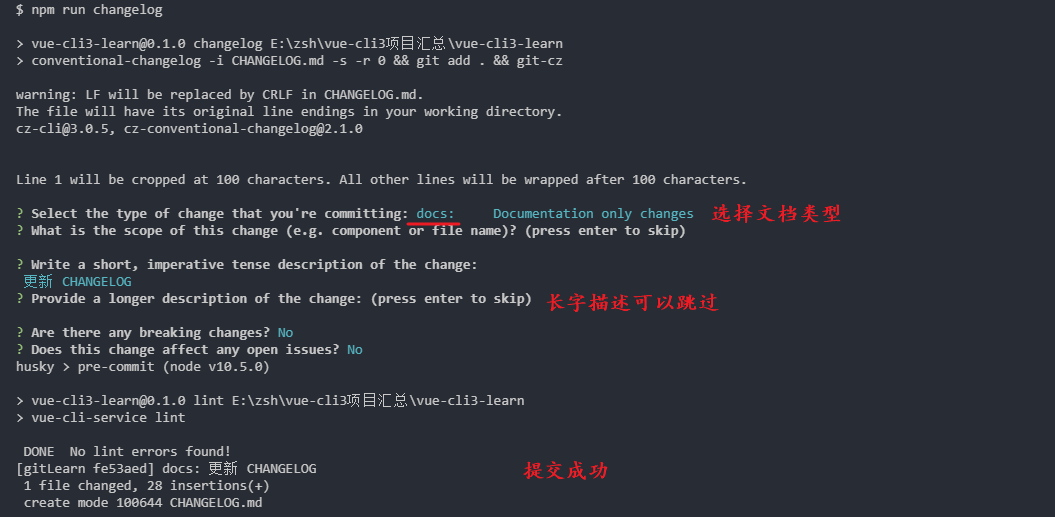 $ npm run changelog
> vue-cli3-learn@0.1.0 changelog E:\zsh\vue-cli3项目汇总\vue-cli3-learn
> conventional-changelog -i CHANGELOG.md -s -r 0 && git add . && git-cz
warning: LF will be replaced by CRLF in CHANGELOG.md.
The file will have its original line endings in your working directory.
cz-cli@3.0.5, cz-conventional-changelog@2.1.0
Line 1 will be cropped at 100 characters. All other lines will be wrapped after 100 characters.
? Select the type of change that you're committing: docs:     Documentation only changes 选择文档类型
? What is the scope of this change (e.g. component or file name)? (press enter to skip)
? Write a short, imperative tense description of the change:
更新 CHANGELOG
? Provide a longer description of the change: (press enter to skip) 长字描述可以跳过
? Are there any breaking changes? No
? Does this change affect any open issues? No
husky > pre-commit (node v10.5.0)
> vue-cli3-learn@0.1.0 lint E:\zsh\vue-cli3项目汇总\vue-cli3-learn
> vue-cli-service lint
DONE  No lint errors found!
[gitLearn fe53aed] docs: 更新 CHANGELOG 提交成功
1 file changed, 28 insertions(+)
create mode 100644 CHANGELOG.md